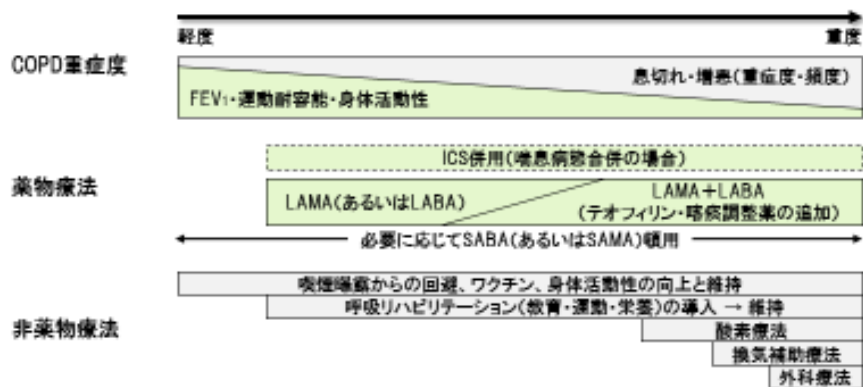 軽度 重度
COPD重症度
息切れ・増悪(重症度・頻度)
FEV₁・運動耐容能・身体活動性
ICS併用(喘息病態合併の場合)
薬物療法
LAMA(あるいはLABA)
LAMA+LABA
(テオフィリン・喀痰調整薬の追加)
必要に応じてSABA(あるいはSAMA)頓用
喫煙曝露からの回避、ワクチン、身体活動性の向上と維持
呼吸リハビリテーション(教育・運動・栄養)の導入 → 維持
非薬物療法
酸素療法
換気補助療法
外科療法